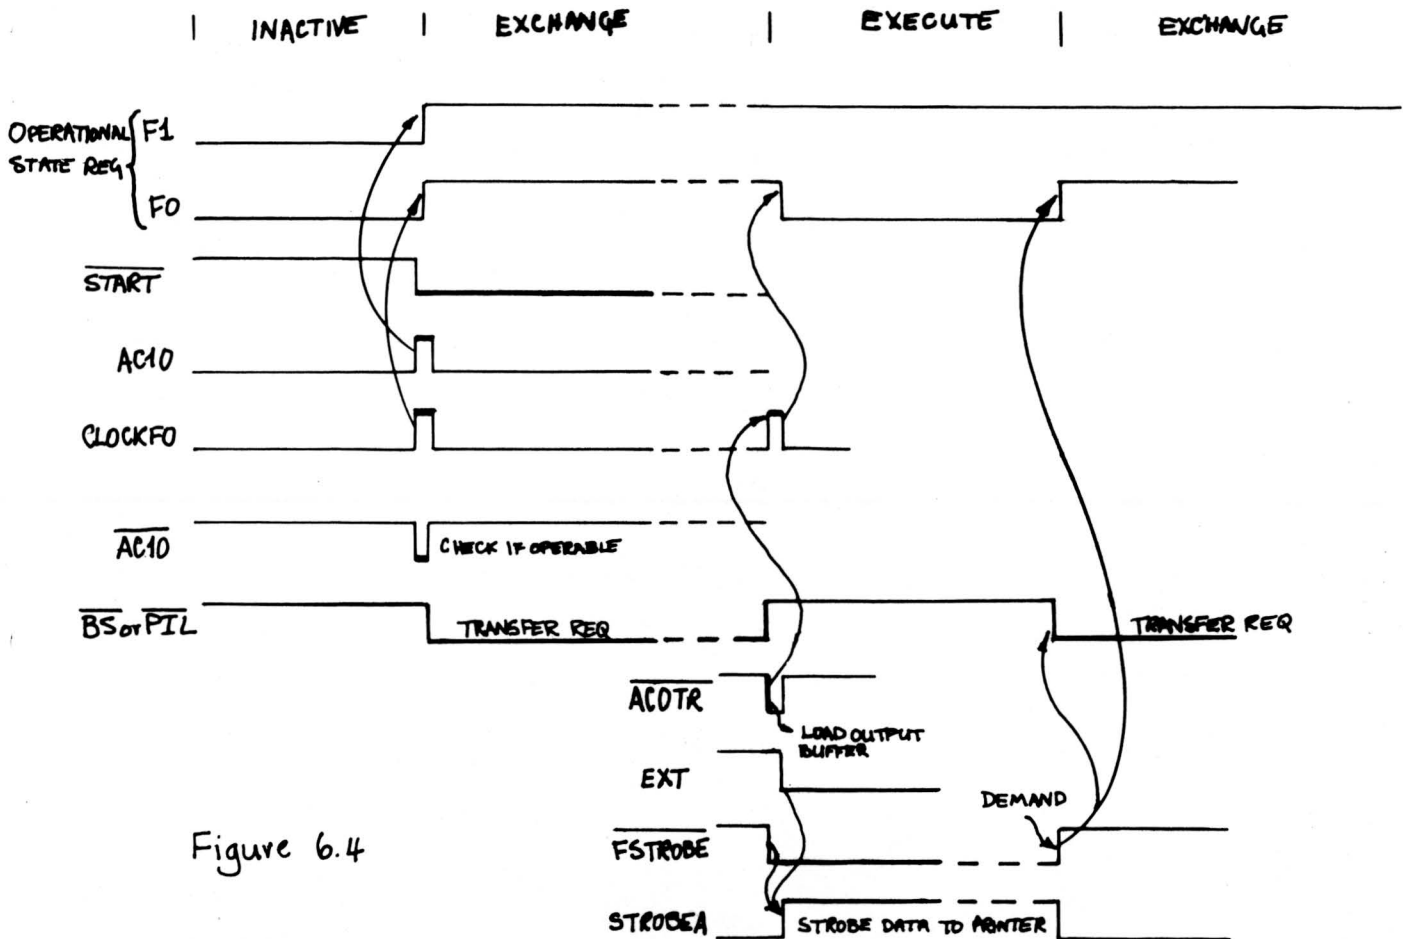 INACTIVE
EXCHANGE
EXECUTE
EXCHANGE
OPERATIONAL
STATE REG
F1
F0
START
AC10
CLOCKF0
AC10
CHECK IF OPERABLE
BS or PIL
TRANSFER REQ
TRANSFER REQ
ACOTR
LOAD OUTPUT
BUFFER
EXT
DEMAND
FSTROBE
STROBEA
STROBE DATA TO PRINTER
Figure 6.4